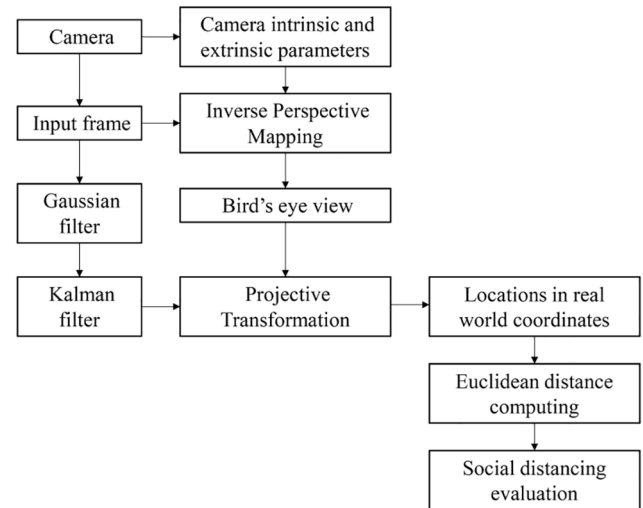 Camera
Camera intrinsic and
extrinsic parameters
Input frame
Inverse Perspective
Mapping
Gaussian
filter
Bird's eye view
Kalman
filter
Projective
Transformation
Locations in real
world coordinates
Euclidean distance
computing
Social distancing
evaluation